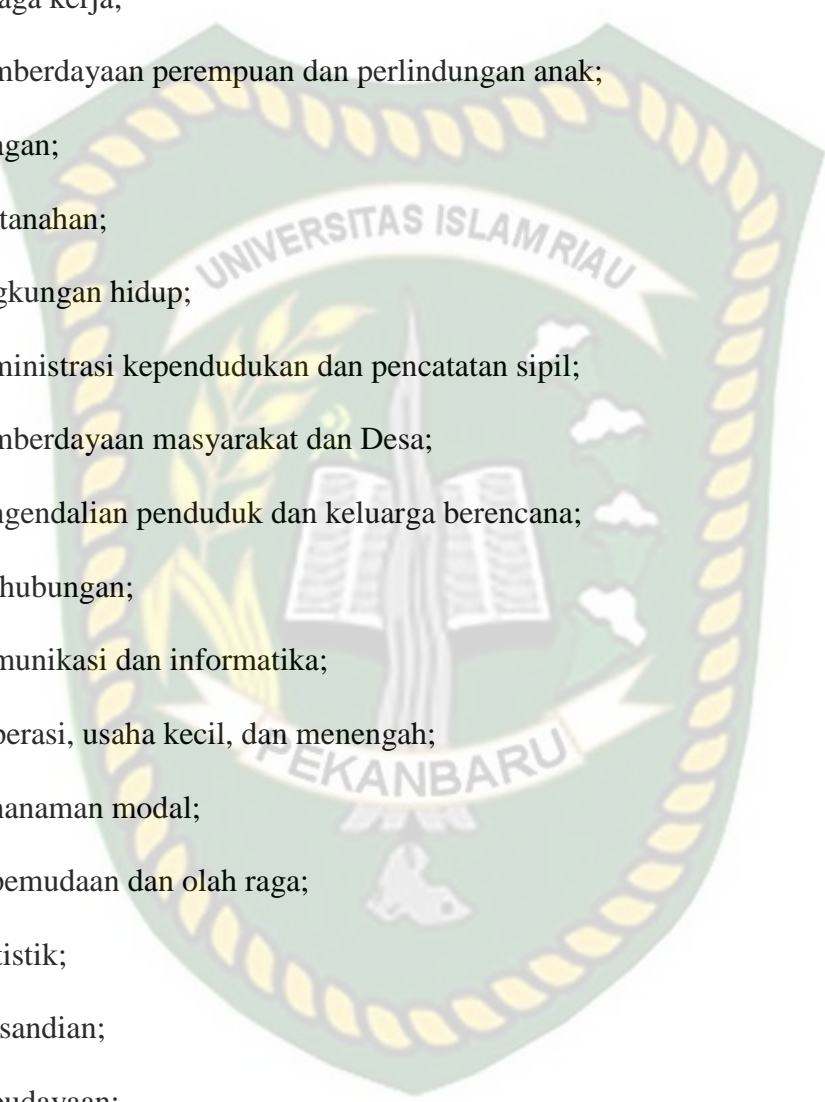 aga kerja;
mberdayaan perempuan dan perlindungan anak;
ngan;
tanahan;
UNIVERSITAS ISLAM RIAU
gkungan hidup;
ministrasi kependudukan dan pencatatan sipil;
mberdayaan masyarakat dan Desa;
ngendalian penduduk dan keluarga berencana;
hubungan;
munikasi dan informatika;
perasi, usaha kecil, dan menengah;
PEKANBARU
nanaman modal;
pemudaan dan olah raga;
tistik;
sandian;
budayaan;